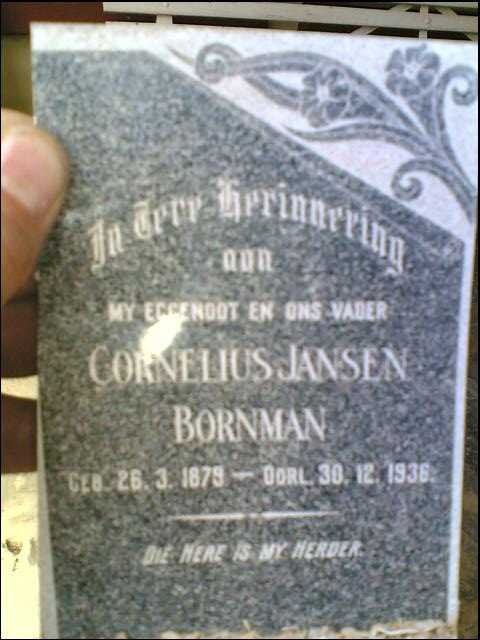 In Tere Herinnering
aan
MY EGGENOOT EN ONS VADER
CORNELIUS JANSEN
BORNMAN
GEB. 26. 3. 1879 — OORL. 30. 12. 1936.
DIE HERE IS MY HERDER.